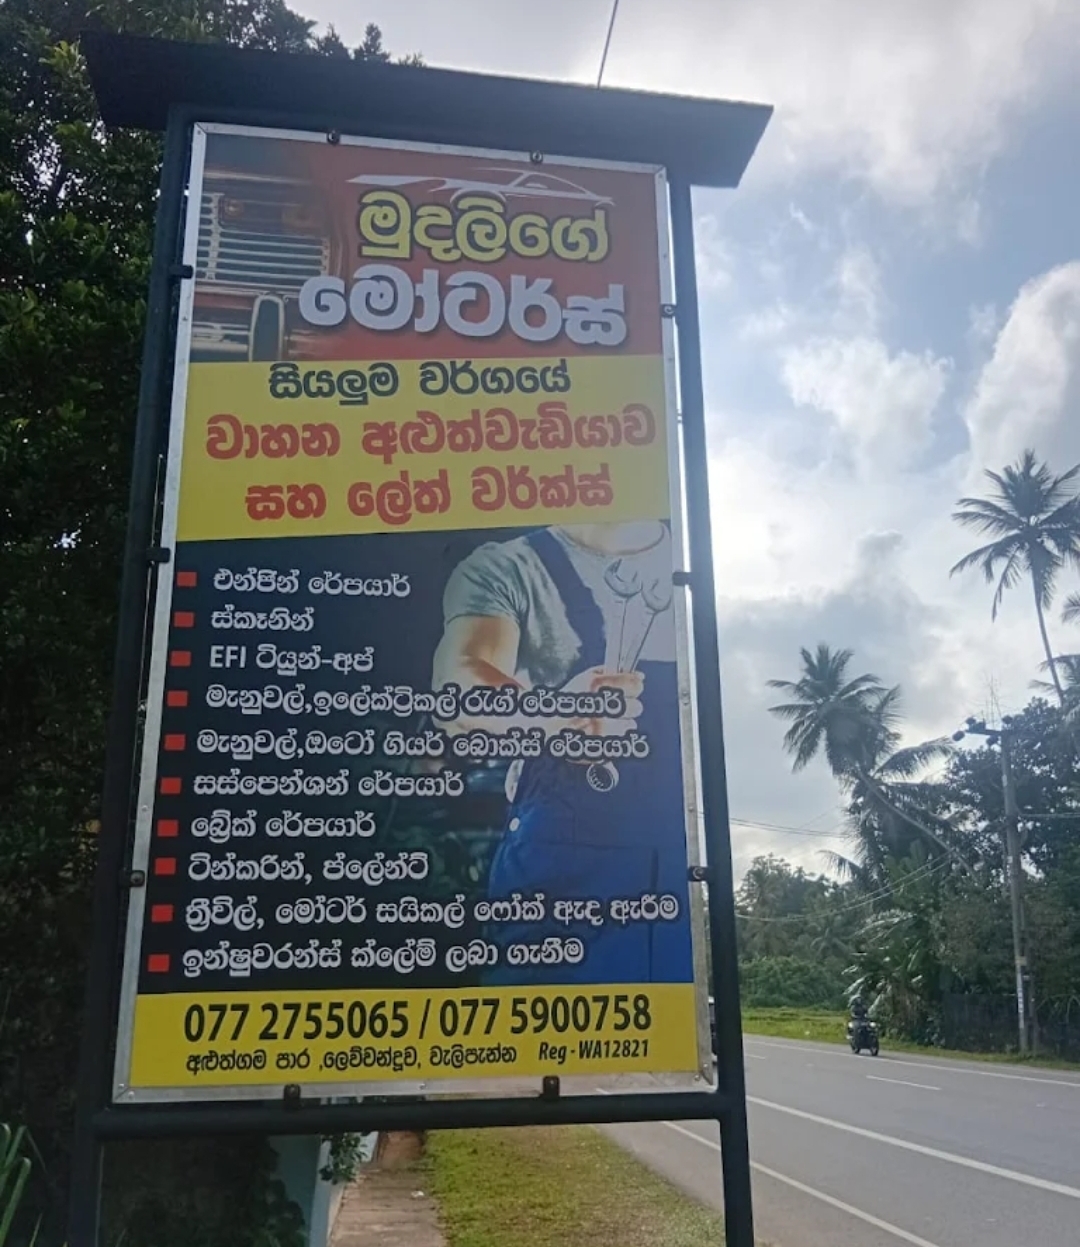 මුදලිගේ
මෝටර්ස්
සියලුම වර්ගයේ
වාහන අළුත්වැඩියාව
සහ ලේත් වර්ක්ස්
එන්ජින් රේපයාර්
ස්කෑනින්
EFI ටියුන්-අප්
මැනුවල්,ඉලේක්ට්‍රිකල් රැග් රේපයාර්
මැනුවල්,ඔටෝ ගියර් බොක්ස් රේපයාර්
සස්පෙන්ශන් රේපයාර්
බ්‍රේක් රේපයාර්
ටින්කරින්, ප්ලේන්ට්
ත්‍රීවිල්, මෝටර් සයිකල් ෆෝක් ඇද ඇරීම
ඉන්ෂුවරන්ස් ක්ලේම් ලබා ගැනීම
077 2755065 / 077 5900758
අළුත්ගම පාර ,ලෙව්වන්දූව, වැලිපැන්න Reg - WA12821